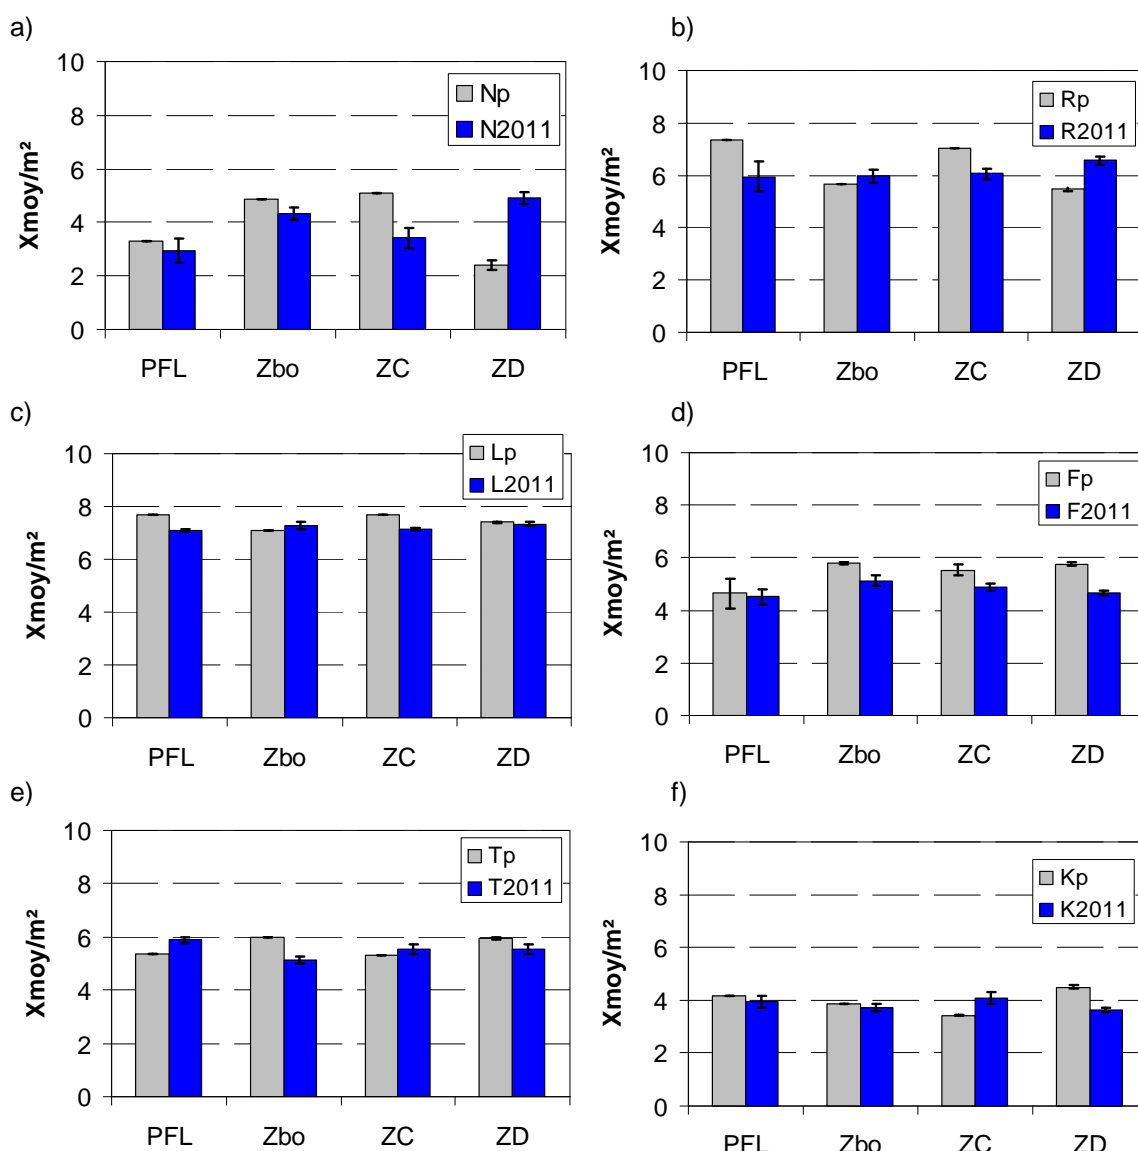 a)
Xmoy/m²
10
8
6
4
2
0
Np
N2011
PFL Zbo ZC ZD
b)
Xmoy/m²
10
8
6
4
2
0
Rp
R2011
PFL Zbo ZC ZD
c)
Xmoy/m²
10
8
6
4
2
0
Lp
L2011
PFL Zbo ZC ZD
d)
Xmoy/m²
10
8
6
4
2
0
Fp
F2011
PFL Zbo ZC ZD
e)
Xmoy/m²
10
8
6
4
2
0
Tp
T2011
PFL Zbo ZC ZD
f)
Xmoy/m²
10
8
6
4
2
0
Kp
K2011
PFL Zbo ZC ZD